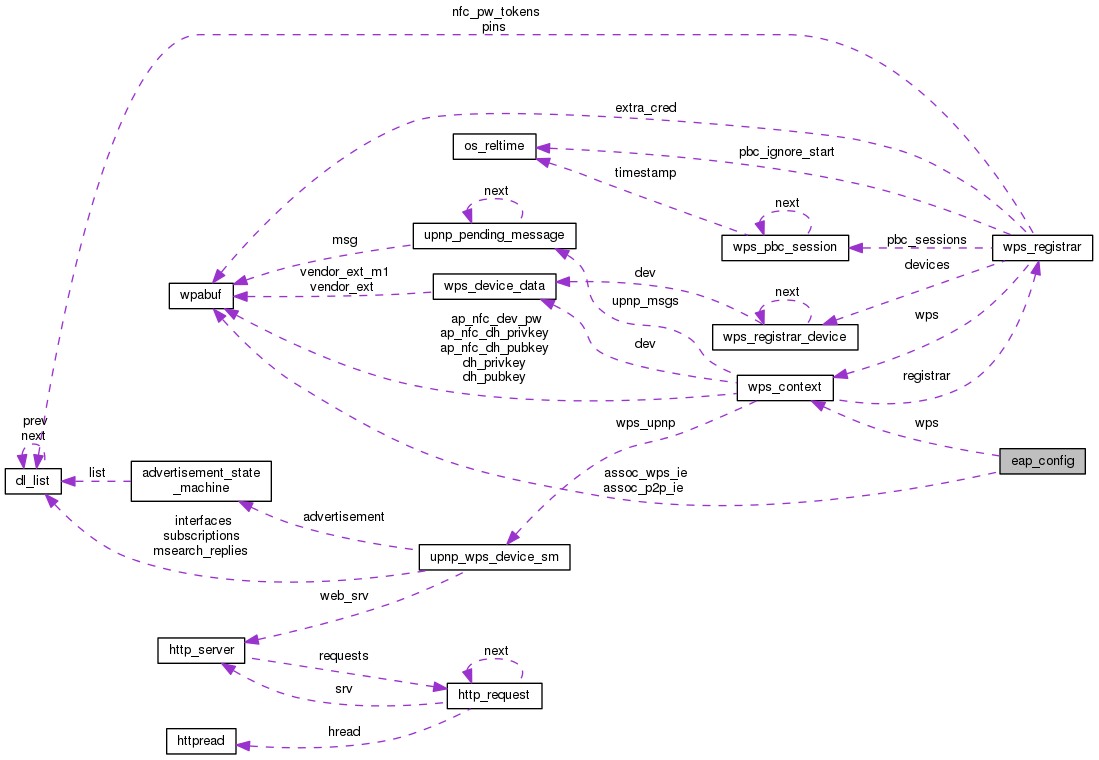 nfc_pw_tokens
pins
extra_cred
os_reltime
pbc_ignore_start
timestamp
next
next
upnp_pending_message
wps_pbc_session
pbc_sessions
wps_registrar
msg
devices
vendor_ext_m1
vendor_ext
wps_device_data
dev
next
wpabuf
upnp_msgs
wps
ap_nfc_dev_pw
ap_nfc_dh_privkey
ap_nfc_dh_pubkey
dh_privkey
dh_pubkey
dev
wps_registrar_device
registrar
wps_context
prev
next
wps_upnp
wps
eap_config
dl_list
list
advertisement_state
_machine
assoc_wps_ie
assoc_p2p_ie
interfaces
subscriptions
msearch_replies
advertisement
upnp_wps_device_sm
web_srv
http_server
requests
next
srv
http_request
httpread
hread